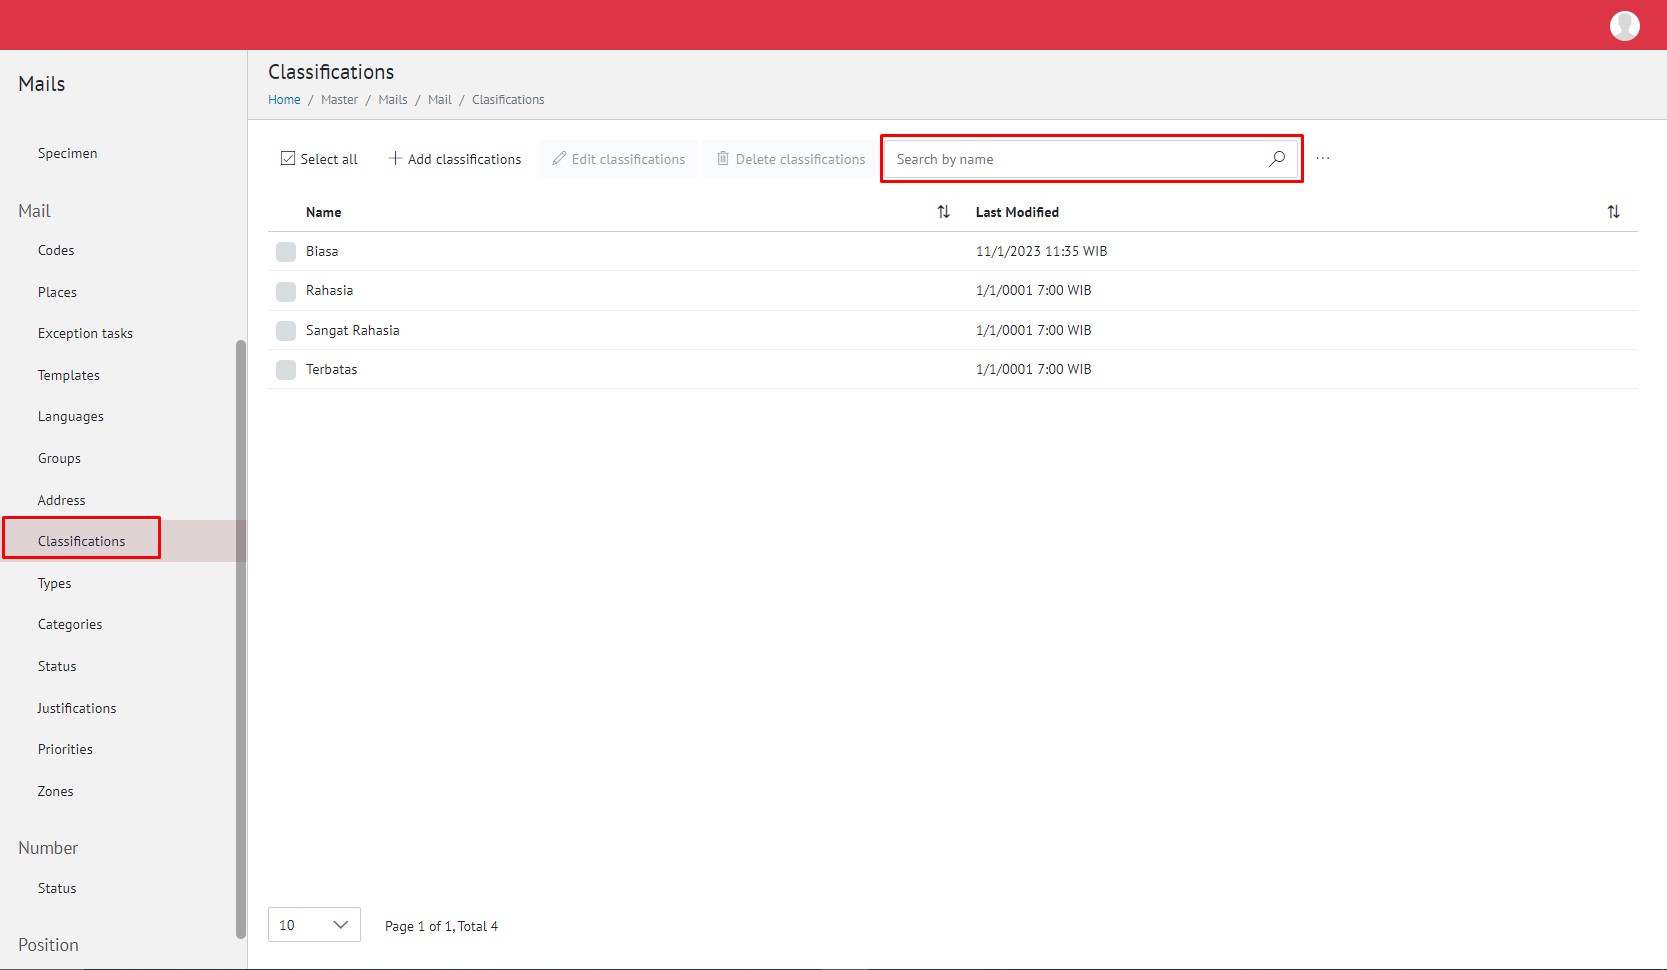 Mails
Specimen
Mail
Codes
Places
Exception tasks
Templates
Languages
Groups
Address
Classifications
Types
Categories
Status
Justifications
Priorities
Zones
Number
Status
Position
Classifications
Home / Master / Mails / Mail / Clasifications
Select all Add classifications Edit classifications Delete classifications Search by name ...
Name Last Modified
Biasa 11/1/2023 11:35 WIB
Rahasia 1/1/0001 7:00 WIB
Sangat Rahasia 1/1/0001 7:00 WIB
Terbatas 1/1/0001 7:00 WIB
10 Page 1 of 1, Total 4